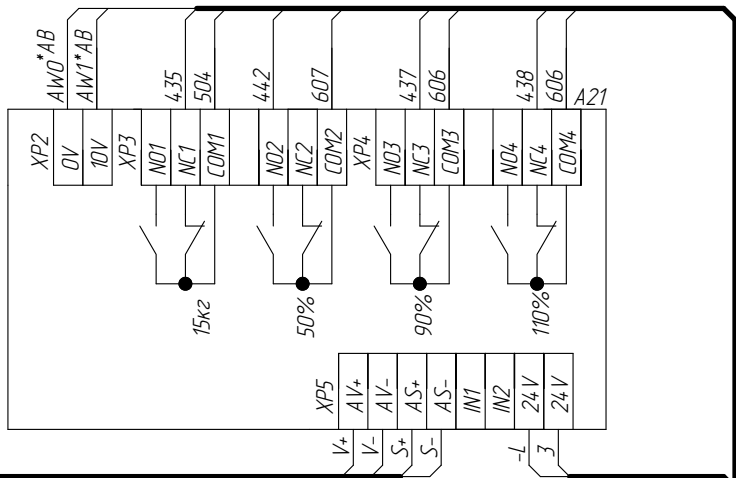 AW0*AB
AW1*AB
435
504
442
607
437
606
438
606
A21
XP2
0V
10V
XP3
NO1
NC1
COM1
NO2
NC2
COM2
XP4
NO3
NC3
COM3
NO4
NC4
COM4
15кг
50%
90%
110%
XP5
AV+
AV-
AS+
AS-
IN1
IN2
24V
24V
V+
V-
S+
S-
-L
3